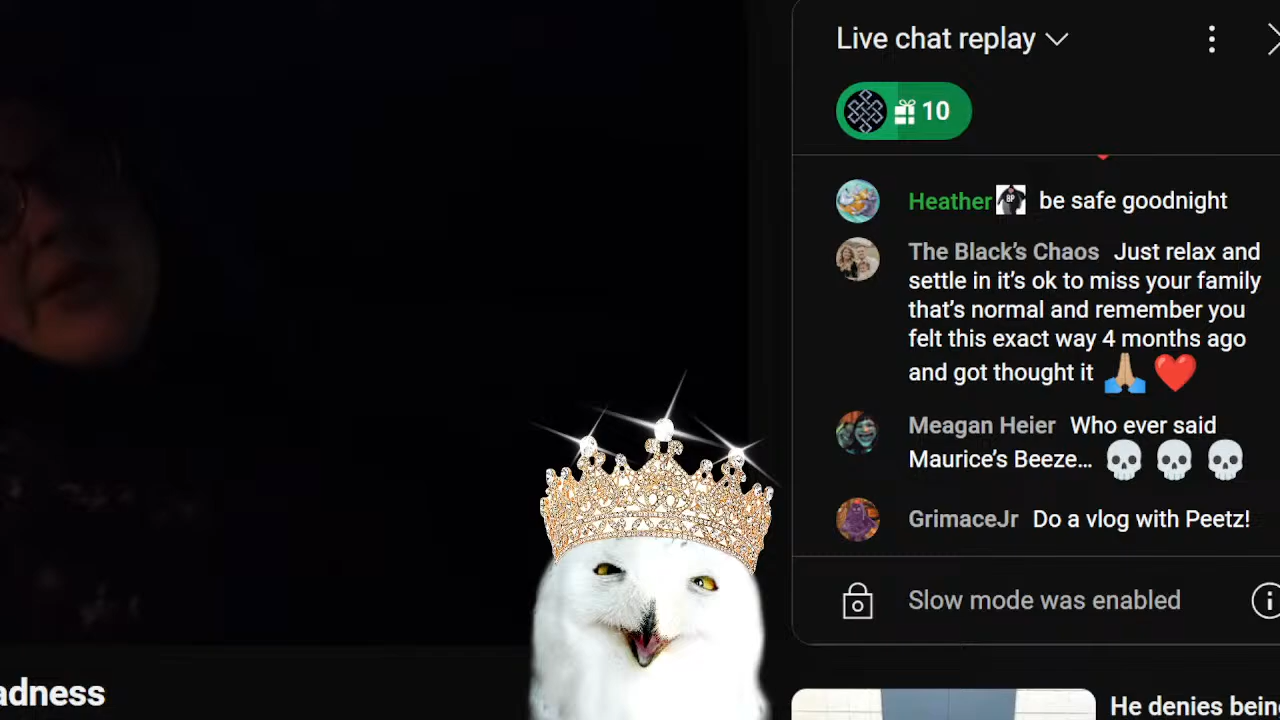 Live chat replay
10
Heather BP be safe goodnight
The Black’s Chaos Just relax and
settle in it’s ok to miss your family
that’s normal and remember you
felt this exact way 4 months ago
and got thought it 🙏🏽 ❤️
Meagan Heier Who ever said
Maurice’s Beeze… 💀 💀 💀
GrimaceJr Do a vlog with Peetz!
Slow mode was enabled
adness
He denies bein